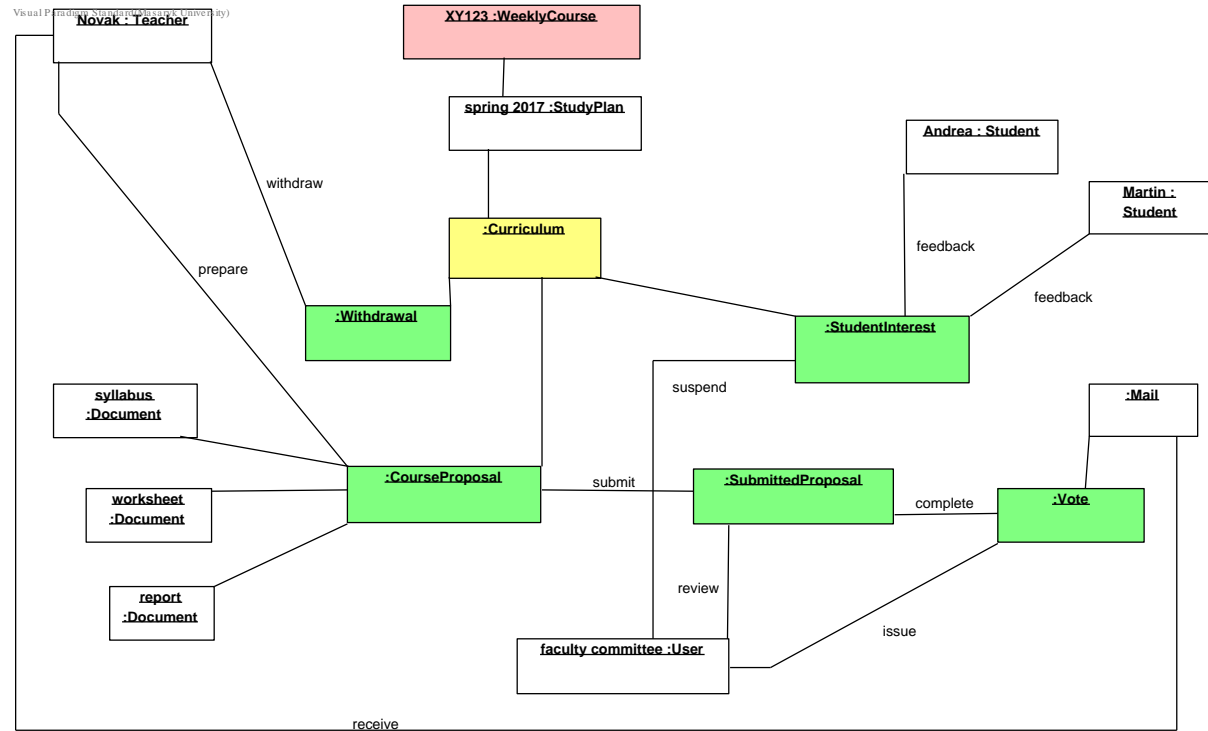 Visual Paradigm Standard(Masaryk University)
Novak : Teacher
XY123 :WeeklyCourse
spring 2017 :StudyPlan
Andrea : Student
withdraw
Martin :
Student
:Curriculum
feedback
prepare
feedback
:Withdrawal
:StudentInterest
suspend
syllabus
:Document
:Mail
:CourseProposal
submit
:SubmittedProposal
worksheet
:Document
complete
:Vote
review
report
:Document
issue
faculty committee :User
receive